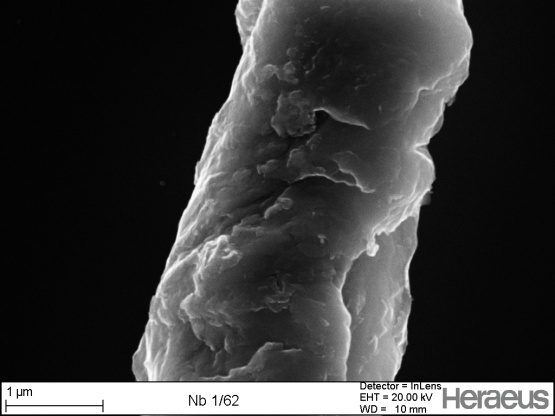 1 µm
Nb 1/62
Detector = InLens
EHT = 20.00 kV
WD = 10 mm
Heraeus